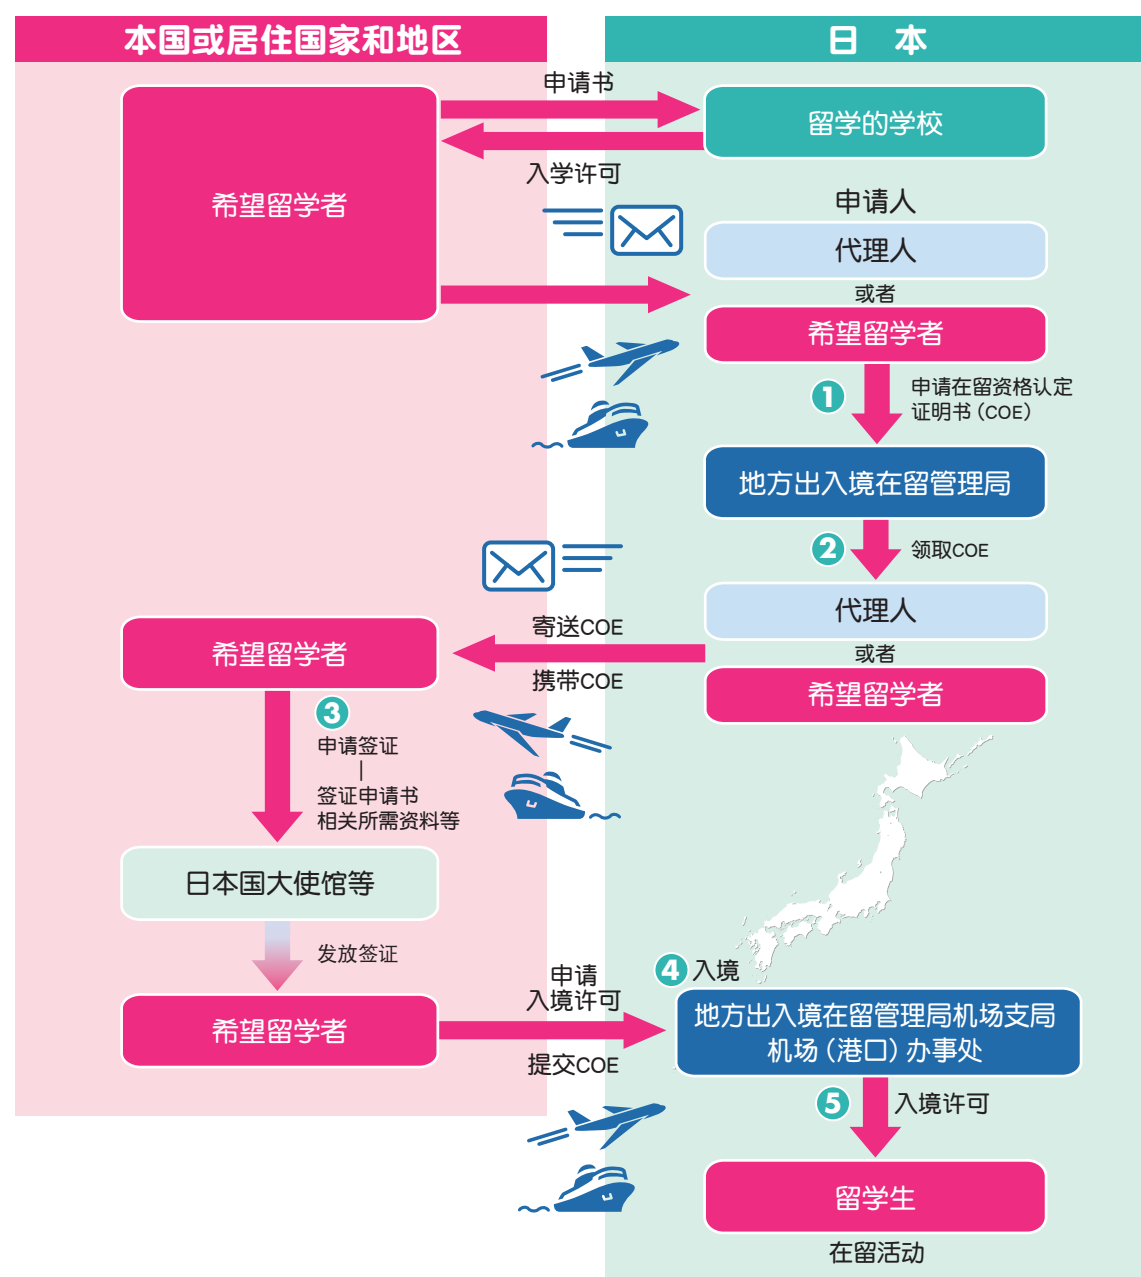 本国或居住国家和地区
日 本
申请书
希望留学者
留学的学校
入学许可
申请人
代理人
或者
希望留学者
1
申请在留资格认定
证明书（COE）
地方出入境在留管理局
2
领取COE
代理人
或者
希望留学者
寄送COE
携带COE
希望留学者
3
申请签证
|
签证申请书
相关所需资料等
日本国大使馆等
发放签证
希望留学者
申请
入境许可
提交COE
4 入境
地方出入境在留管理局机场支局
机场（港口）办事处
5 入境许可
留学生
在留活动